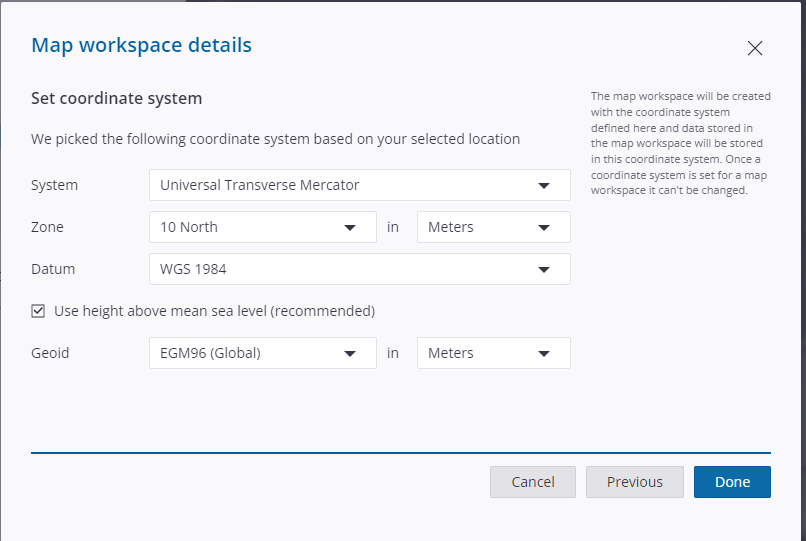 Map workspace details
Set coordinate system
We picked the following coordinate system based on your selected location
System Universal Transverse Mercator
Zone 10 North in Meters
Datum WGS 1984
Use height above mean sea level (recommended)
Geoid EGM96 (Global) in Meters
The map workspace will be created
with the coordinate system
defined here and data stored in
the map workspace will be stored
in this coordinate system. Once a
coordinate system is set for a map
workspace it can't be changed.
Cancel Previous Done